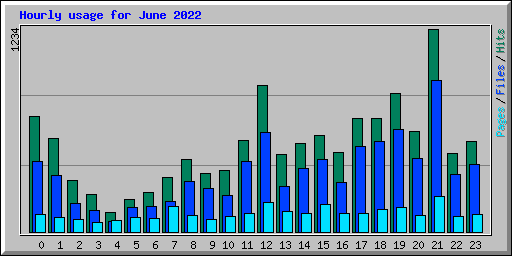 Hourly usage for June 2022
1234
Pages/Files/Hits
0 1 2 3 4 5 6 7 8 9 10 11 12 13 14 15 16 17 18 19 20 21 22 23